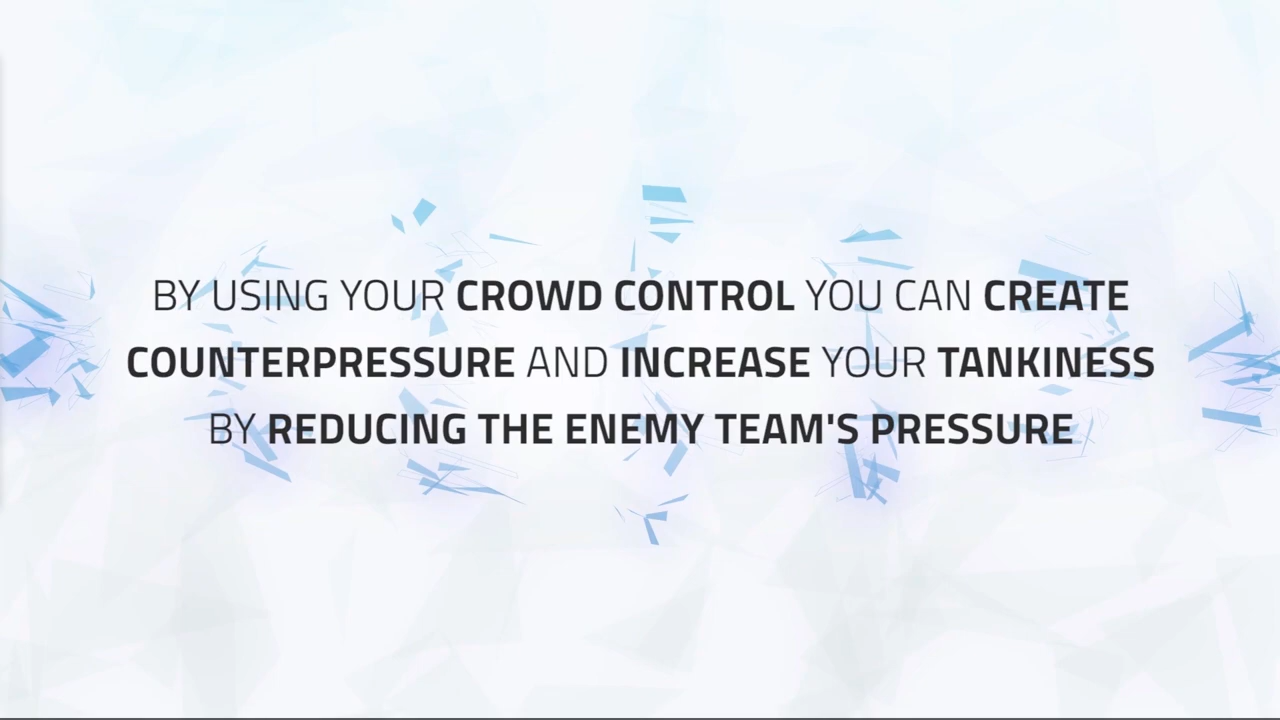 BY USING YOUR CROWD CONTROL YOU CAN CREATE
COUNTERPRESSURE AND INCREASE YOUR TANKINESS
BY REDUCING THE ENEMY TEAM'S PRESSURE